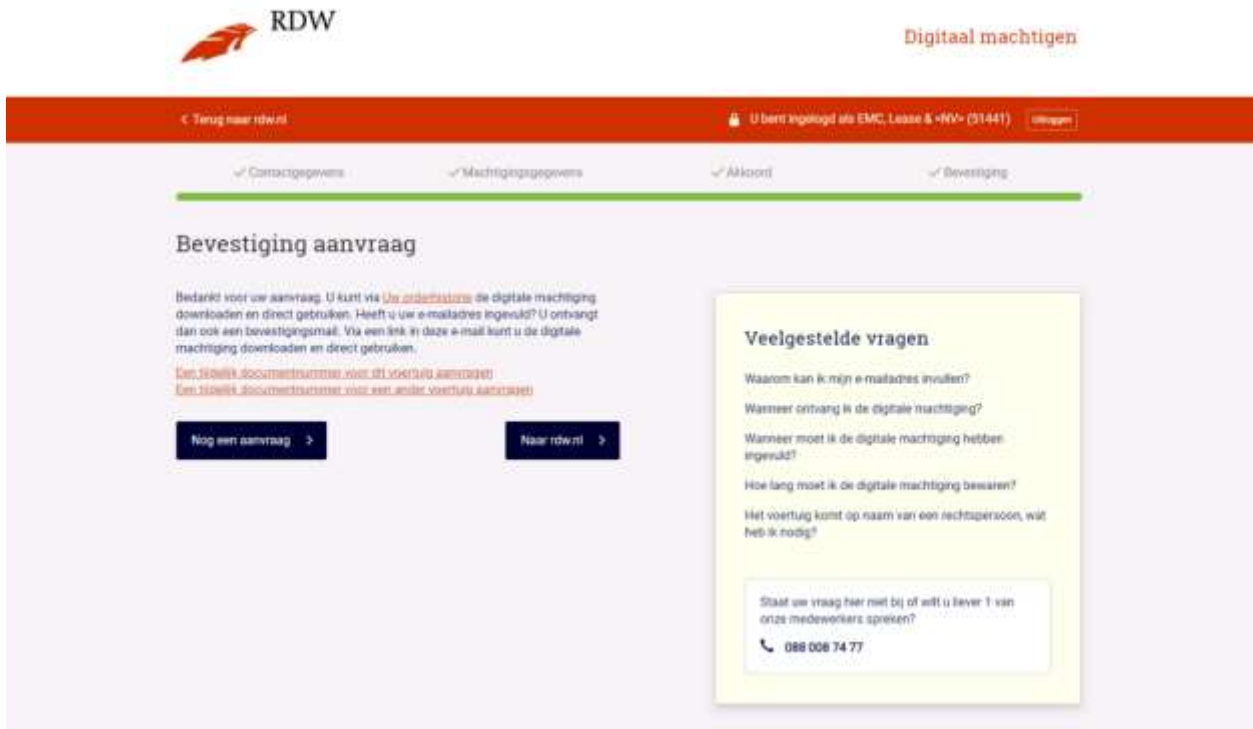 RDW
Digitaal machtigen
< Terug naar rdw.nl
U bent ingelogd als EMC, Lease & <NV> (51441)
Uitloggen
Contactgegevens
Machtigingsgegevens
Akkoord
Bevestiging
Bevestiging aanvraag
Bedankt voor uw aanvraag. U kunt via Uw orderhistorie de digitale machtiging
downloaden en direct gebruiken. Heeft u uw e-mailadres ingevuld? U ontvangt
dan ook een bevestigingsmail. Via een link in deze e-mail kunt u de digitale
machtiging downloaden en direct gebruiken.
Een tijdelijk documentnummer voor dit voertuig aanvragen
Een tijdelijk documentnummer voor een ander voertuig aanvragen
Nog een aanvraag >
Naar rdw.nl >
Veelgestelde vragen
Waarom kan ik mijn e-mailadres invullen?
Wanneer ontvang ik de digitale machtiging?
Wanneer moet ik de digitale machtiging hebben
ingevuld?
Hoe lang moet ik de digitale machtiging bewaren?
Het voertuig komt op naam van een rechtspersoon, wat
heb ik nodig?
Staat uw vraag hier niet bij of wilt u liever 1 van
onze medewerkers spreken?
088 008 74 77